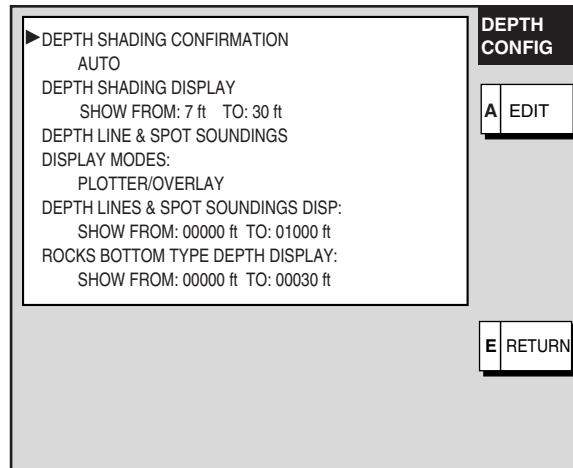 ▶DEPTH SHADING CONFIRMATION
AUTO
DEPTH SHADING DISPLAY
SHOW FROM: 7 ft TO: 30 ft
DEPTH LINE & SPOT SOUNDINGS
DISPLAY MODES:
PLOTTER/OVERLAY
DEPTH LINES & SPOT SOUNDINGS DISP:
SHOW FROM: 00000 ft TO: 01000 ft
ROCKS BOTTOM TYPE DEPTH DISPLAY:
SHOW FROM: 00000 ft TO: 00030 ft
DEPTH
CONFIG
A EDIT
E RETURN